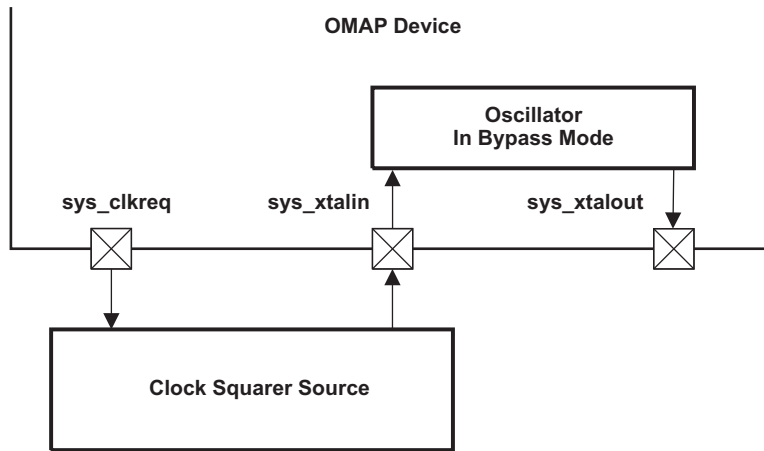 OMAP Device
Oscillator
In Bypass Mode
sys_clkreq
sys_xtalin
sys_xtalout
Clock Squarer Source